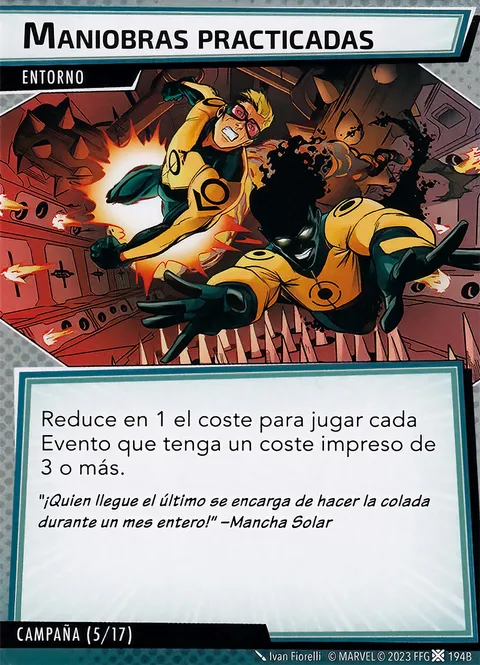 MANIOBRAS PRACTICADAS
ENTORNO
Reduce en 1 el coste para jugar cada
Evento que tenga un coste impreso de
3 o más.
"¡Quien llegue el último se encarga de hacer la colada
durante un mes entero!" –Mancha Solar
CAMPAÑA (5/17)
Ivan Fiorelli © MARVEL © 2023 FFG 194B